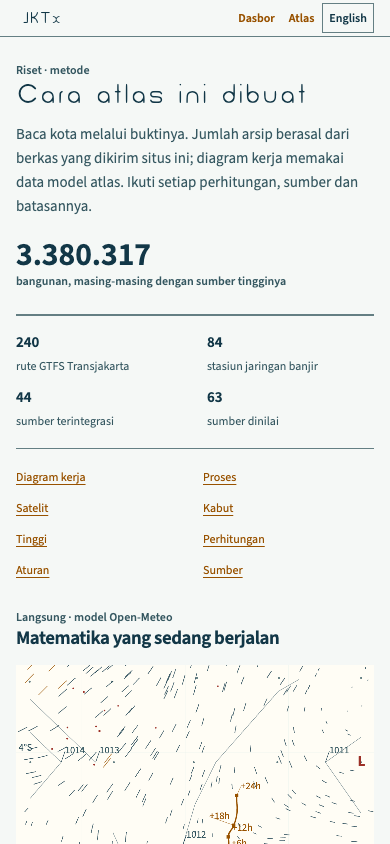 JKTx
Dasbor Atlas English
Riset · metode
Cara atlas ini dibuat
Baca kota melalui buktinya. Jumlah arsip berasal dari
berkas yang dikirim situs ini; diagram kerja memakai
data model atlas. Ikuti setiap perhitungan, sumber dan
batasannya.
3.380.317
bangunan, masing-masing dengan sumber tingginya
240 84
rute GTFS Transjakarta stasiun jaringan banjir
44 63
sumber terintegrasi sumber dinilai
Diagram kerja Proses
Satelit Kabut
Tinggi Perhitungan
Aturan Sumber
Langsung · model Open-Meteo
Matematika yang sedang berjalan
4°S 1014 1013 1011 L
+24h
+18h
+12h
1012
+6h